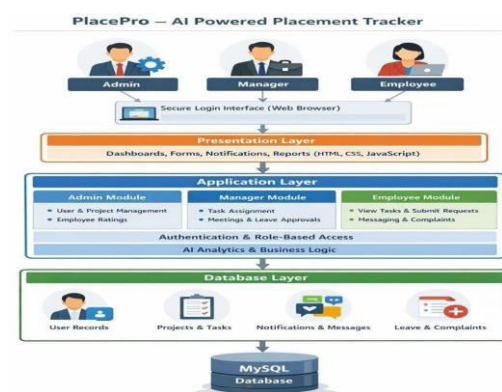 PlacePro – AI Powered Placement Tracker
Admin
Manager
Employee
Secure Login Interface (Web Browser)
Presentation Layer
Dashboards, Forms, Notifications, Reports (HTML, CSS, JavaScript)
Application Layer
Admin Module
• User & Project Management
• Employee Ratings
Manager Module
• Task Assignment
• Meetings & Leave Approvals
Employee Module
• View Tasks & Submit Requests
• Messaging & Complaints
Authentication & Role-Based Access
AI Analytics & Business Logic
Database Layer
User Records
Projects & Tasks
Notifications & Messages
Leave & Complaints
MySQL
Database